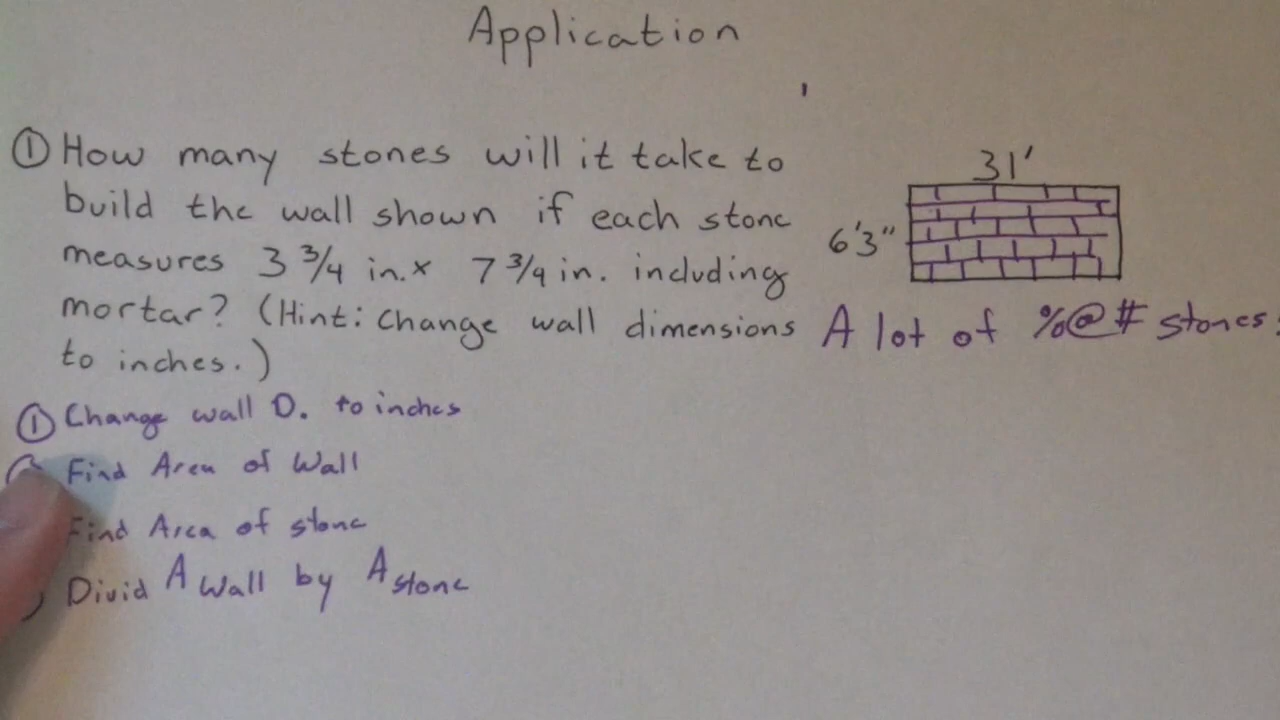 Application
① How many stones will it take to
build the wall shown if each stone
measures 3 3/4 in. x 7 3/4 in. including
mortar? (Hint: Change wall dimensions
to inches.)
31'
6'3"
A lot of %@# stones.
① Change wall D. to inches
Find Area of Wall
Find Area of stone
Divid A Wall by A stone